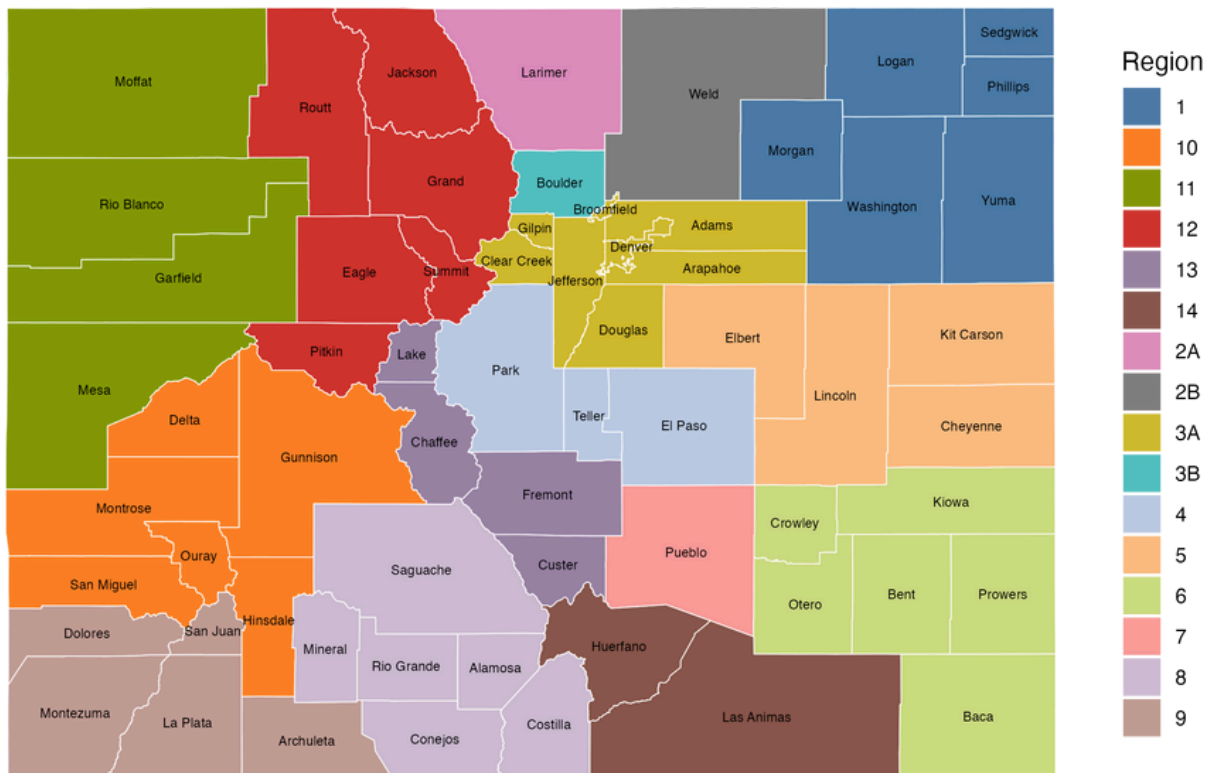 Sedgwick
Logan
Jackson
Larimer
Moffat
Phillips
Weld
Routt
Morgan
Grand
Boulder
Yuma
Rio Blanco
Washington
Broomfield
Gilpin
Adams
Denver
Clear Creek
Arapahoe
Eagle
Summit
Garfield
Jefferson
Douglas
Elbert
Kit Carson
Pitkin
Lake
Park
Mesa
Lincoln
Delta
Teller
El Paso
Cheyenne
Chaffee
Gunnison
Fremont
Kiowa
Montrose
Crowley
Ouray
Pueblo
Custer
Saguache
San Miguel
Bent
Prowers
Otero
Hinsdale
San Juan
Dolores
Mineral
Huerfano
Rio Grande
Alamosa
Montezuma
La Plata
Costilla
Las Animas
Baca
Archuleta
Conejos
Region
1
10
11
12
13
14
2A
2B
3A
3B
4
5
6
7
8
9